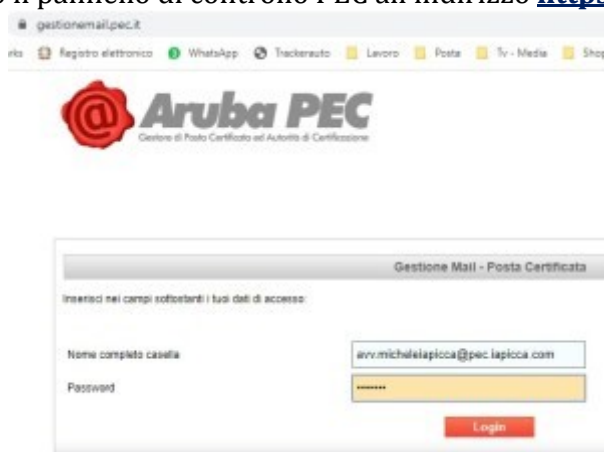 il pannello di controllo PEC all'indirizzo https
gestionemail.pec.it
Registro elettronico WhatsApp Trackerauto Lavoro Posta Tv - Media Shop
Aruba PEC
Gestore di Posta Certificata ed Autorità di Certificazione
Gestione Mail - Posta Certificata
Inserisci nei campi sottostanti i tuoi dati di accesso:
Nome completo casella avv.michelelapicca@pec.lapicca.com
Password •••••••
Login